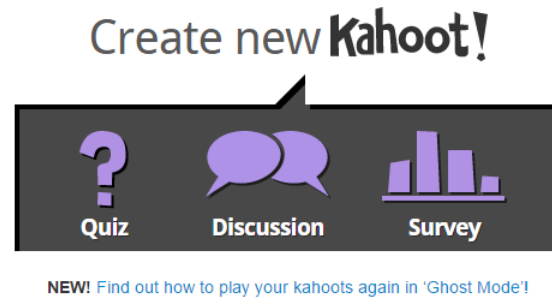 Create new Kahoot!
Quiz Discussion Survey
NEW! Find out how to play your kahoots again in ‘Ghost Mode’!